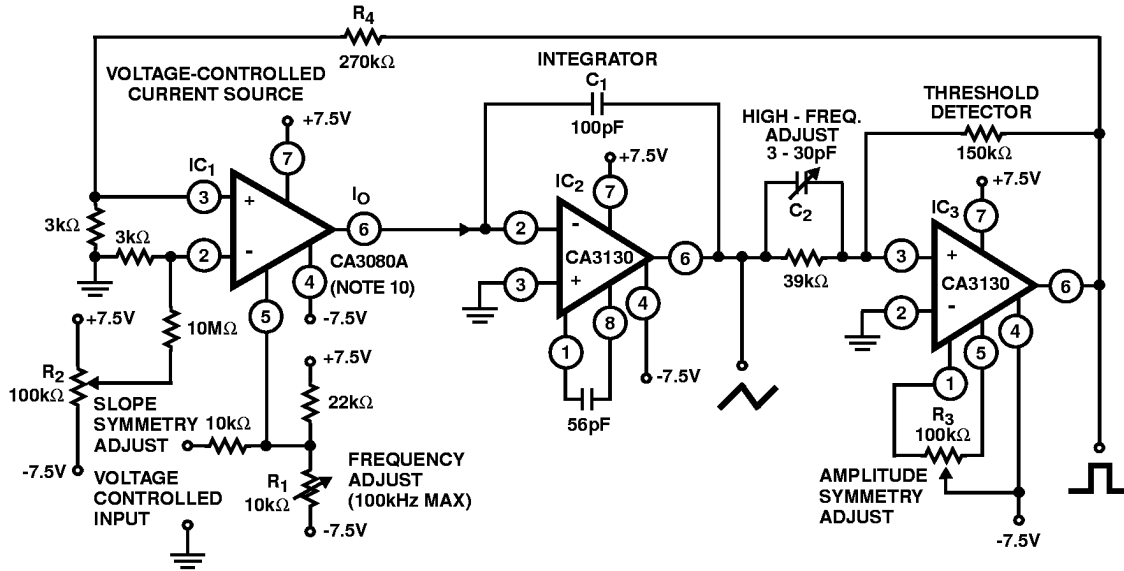 R4
270kΩ
VOLTAGE-CONTROLLED
CURRENT SOURCE
+7.5V
7
IC1
3
+
3kΩ
3kΩ
2
-
IO
6
CA3080A
(NOTE 10)
4
-7.5V
5
10MΩ
+7.5V
R2
100kΩ
SLOPE
SYMMETRY
ADJUST
-7.5V
10kΩ
VOLTAGE
CONTROLLED
INPUT
+7.5V
22kΩ
R1
10kΩ
FREQUENCY
ADJUST
(100kHz MAX)
-7.5V
INTEGRATOR
C1
100pF
+7.5V
IC2
7
2
-
CA3130
3
+
6
4
8
1
56pF
-7.5V
HIGH - FREQ.
ADJUST
3 - 30pF
C2
39kΩ
THRESHOLD
DETECTOR
150kΩ
+7.5V
IC3
7
3
+
CA3130
2
-
6
4
5
1
R3
100kΩ
AMPLITUDE
SYMMETRY
ADJUST
-7.5V